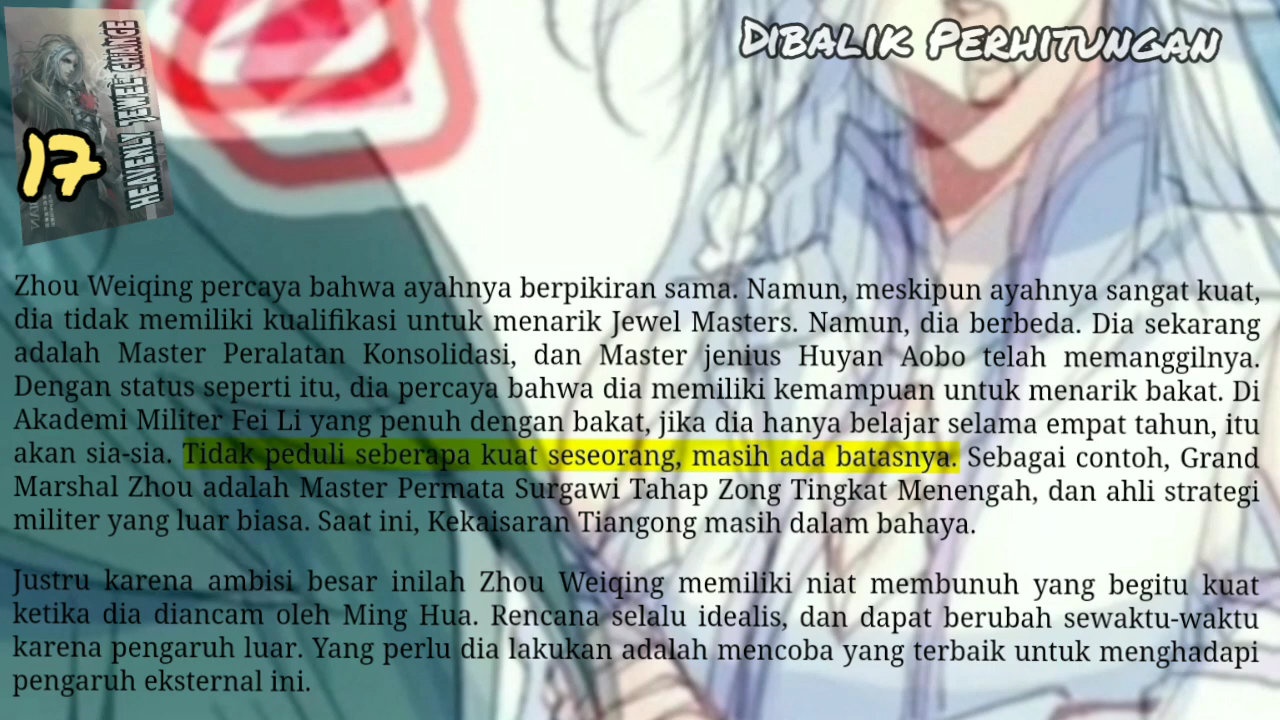 DIBALIK PERHITUNGAN
HEAVENLY JEWEL CHANGE
17
Zhou Weiqing percaya bahwa ayahnya berpikiran sama. Namun, meskipun ayahnya sangat kuat,
dia tidak memiliki kualifikasi untuk menarik Jewel Masters. Namun, dia berbeda. Dia sekarang
adalah Master Peralatan Konsolidasi, dan Master jenius Huyan Aobo telah memanggilnya.
Dengan status seperti itu, dia percaya bahwa dia memiliki kemampuan untuk menarik bakat. Di
Akademi Militer Fei Li yang penuh dengan bakat, jika dia hanya belajar selama empat tahun, itu
akan sia-sia. Tidak peduli seberapa kuat seseorang, masih ada batasnya. Sebagai contoh, Grand
Marshal Zhou adalah Master Permata Surgawi Tahap Zong Tingkat Menengah, dan ahli strategi
militer yang luar biasa. Saat ini, Kekaisaran Tiangong masih dalam bahaya.
Justru karena ambisi besar inilah Zhou Weiqing memiliki niat membunuh yang begitu kuat
ketika dia diancam oleh Ming Hua. Rencana selalu idealis, dan dapat berubah sewaktu-waktu
karena pengaruh luar. Yang perlu dia lakukan adalah mencoba yang terbaik untuk menghadapi
pengaruh eksternal ini.